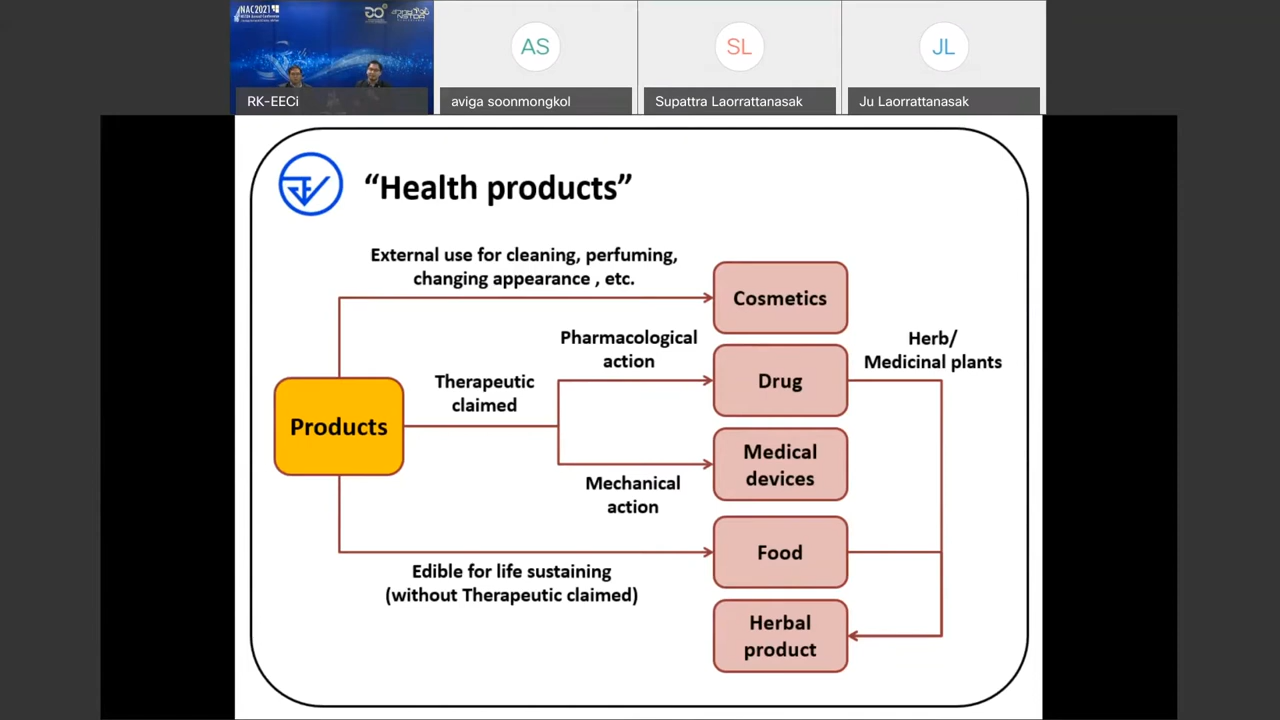 NAC2021
RK-EECi
AS
aviga soonmongkol
SL
Supattra Laorrattanasak
JL
Ju Laorrattanasak
“Health products”
External use for cleaning, perfuming,
changing appearance , etc.
Cosmetics
Pharmacological
action
Herb/
Medicinal plants
Drug
Therapeutic
claimed
Products
Medical
devices
Mechanical
action
Food
Edible for life sustaining
(without Therapeutic claimed)
Herbal
product